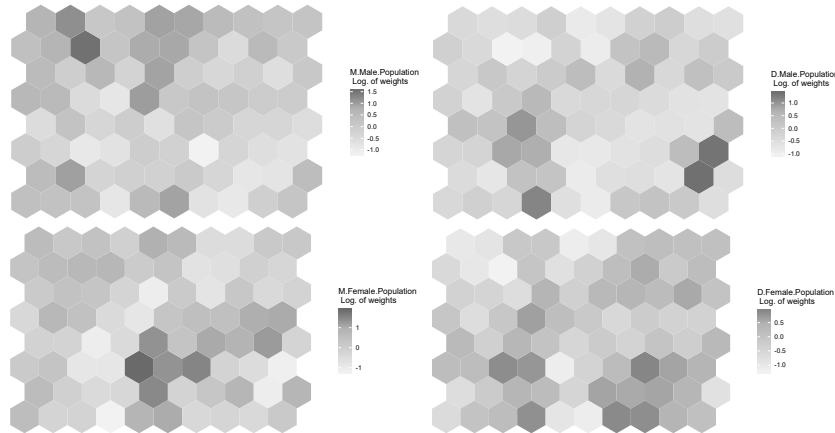 M.Male.Population
Log. of weights
1.5
1.0
0.5
0.0
-0.5
-1.0
D.Male.Population
Log. of weights
1.0
0.5
0.0
-0.5
-1.0
M.Female.Population
Log. of weights
1
0
-1
D.Female.Population
Log. of weights
0.5
0.0
-0.5
-1.0